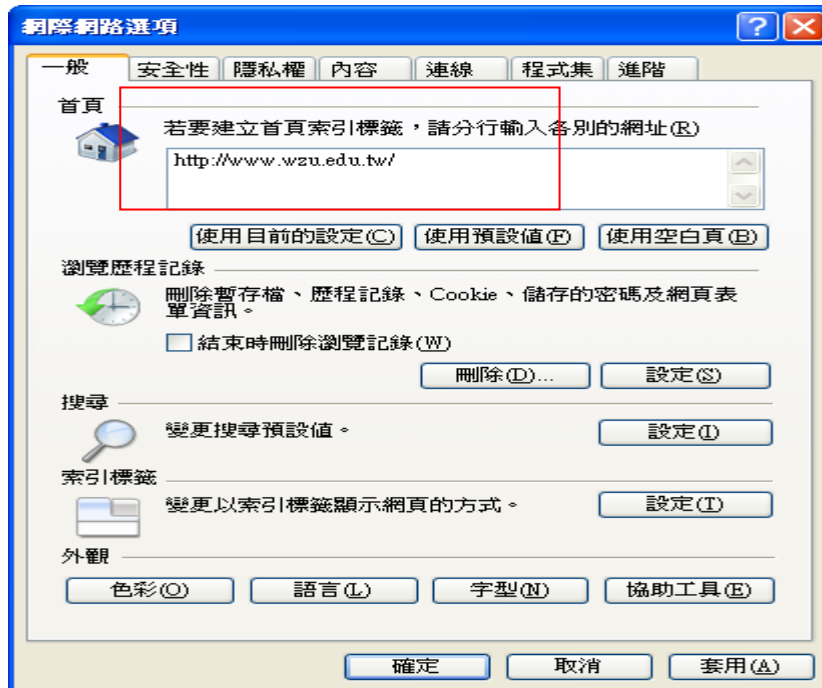 網際網路選項
一般 安全性 隱私權 內容 連線 程式集 進階
首頁
若要建立首頁索引標籤，請分行輸入各別的網址(R)
http://www.wzu.edu.tw/
使用目前的設定(C) 使用預設值(F) 使用空白頁(B)
瀏覽歷程記錄
刪除暫存檔、歷程記錄、Cookie、儲存的密碼及網頁表
單資訊。
結束時刪除瀏覽記錄(W)
刪除(D)... 設定(S)
搜尋
變更搜尋預設值。 設定(I)
索引標籤
變更以索引標籤顯示網頁的方式。 設定(T)
外觀
色彩(O) 語言(L) 字型(N) 協助工具(E)
確定 取消 套用(A)